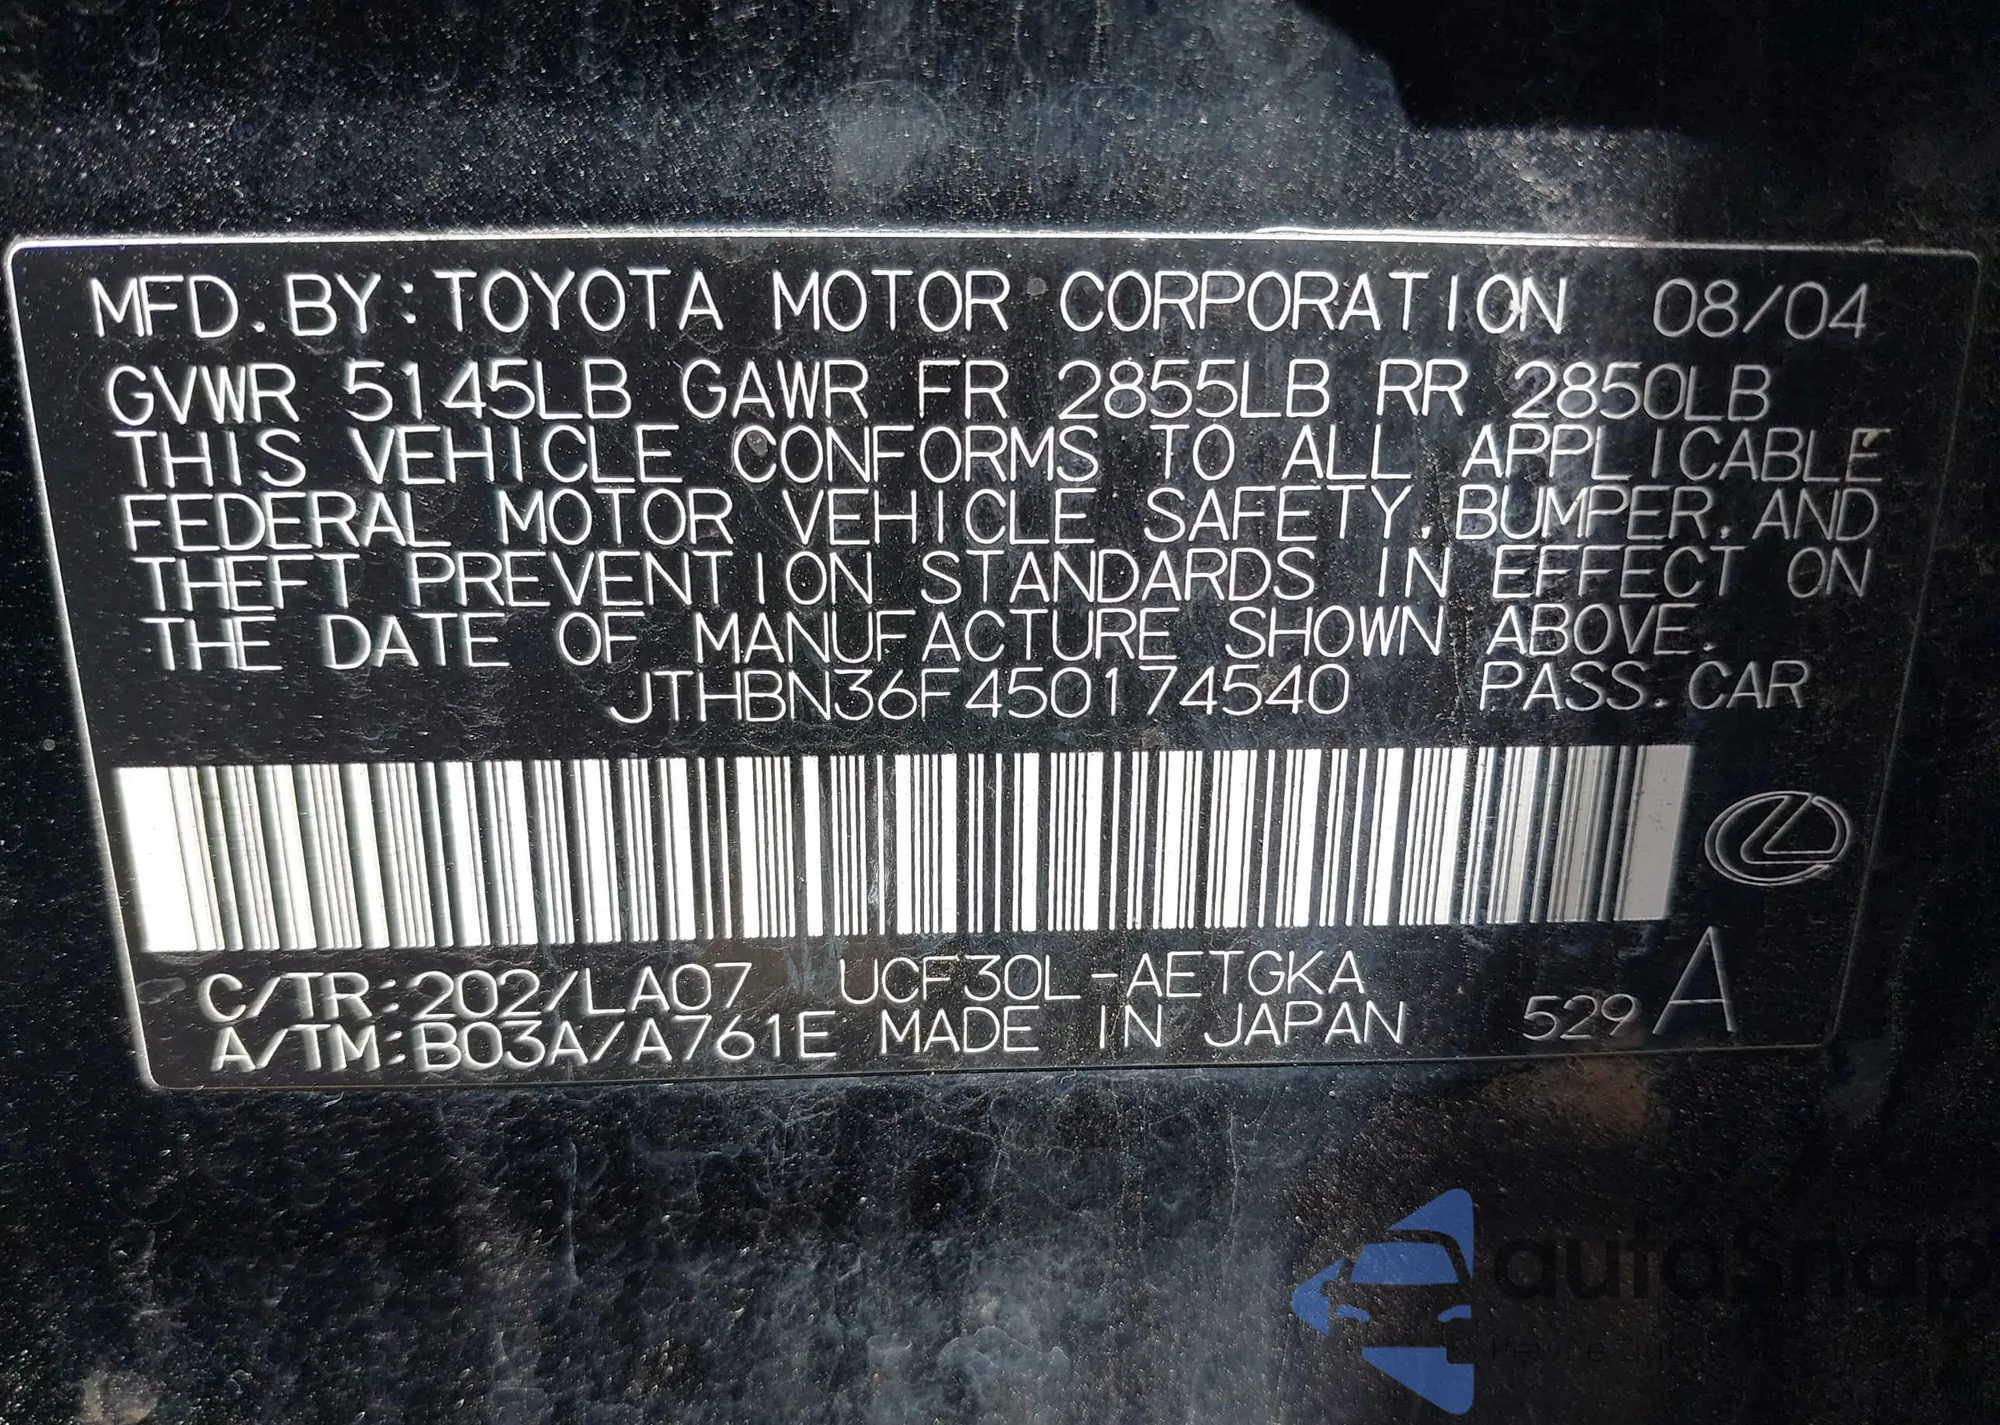 MFD. BY: TOYOTA MOTOR CORPORATION 08/04
GVWR 5145LB GAWR FR 2855LB RR 2850LB
THIS VEHICLE CONFORMS TO ALL APPLICABLE
FEDERAL MOTOR VEHICLE SAFETY, BUMPER, AND
THEFT PREVENTION STANDARDS IN EFFECT ON
THE DATE OF MANUFACTURE SHOWN ABOVE.
JTHBN36F450174540 PASS. CAR
C/TR: 202/LA07 UCF30L-AETGKA
A/TM: B03A/A761E MADE IN JAPAN 529 A
autosnap